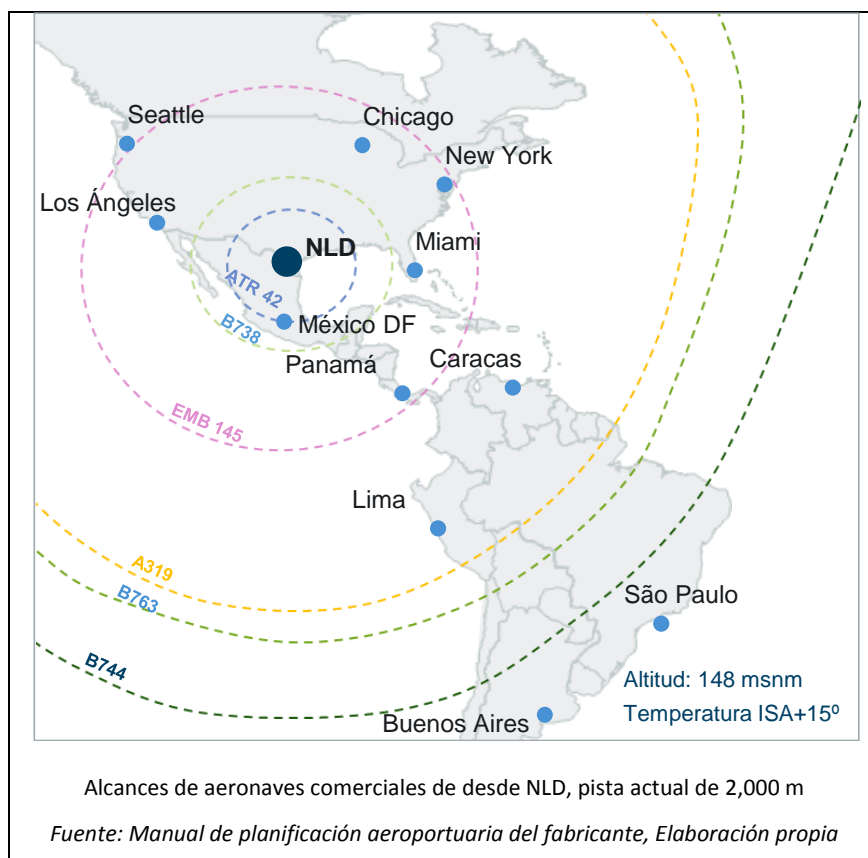 Seattle
Chicago
New York
Los Ángeles
NLD
Miami
ATR 42
México DF
B738
Panamá
Caracas
EMB 145
Lima
A319
B763
São Paulo
B744
Altitud: 148 msnm
Temperatura ISA+15º
Buenos Aires
Alcances de aeronaves comerciales de desde NLD, pista actual de 2,000 m
Fuente: Manual de planificación aeroportuaria del fabricante, Elaboración propia